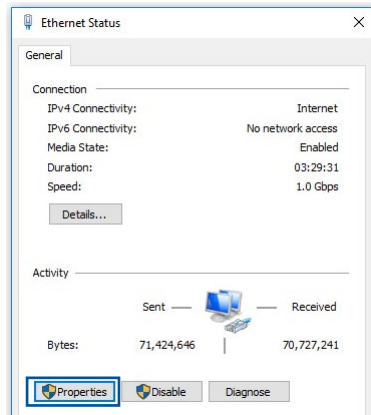 Ethernet Status
General
Connection
IPv4 Connectivity: Internet
IPv6 Connectivity: No network access
Media State: Enabled
Duration: 03:29:31
Speed: 1.0 Gbps
Details...
Activity
Sent Received
Bytes: 71,424,646 70,727,241
Properties Disable Diagnose